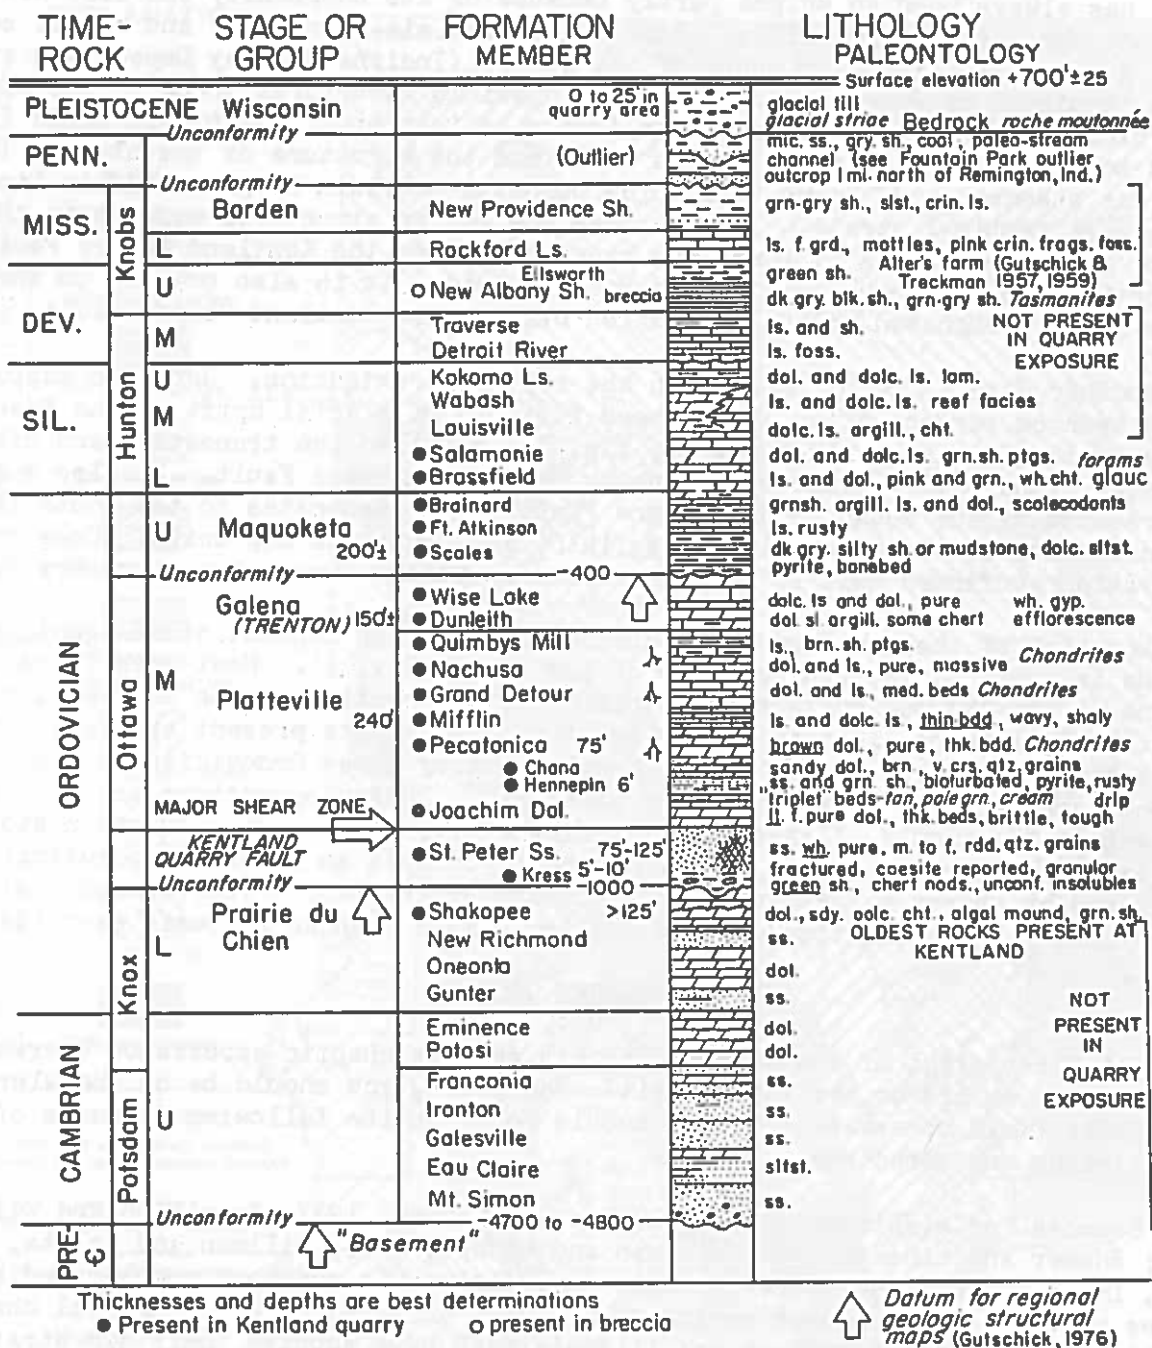 TIME-ROCK STAGE OR GROUP FORMATION MEMBER LITHOLOGY PALEONTOLOGY
Surface elevation +700'±25
PLEISTOCENE Wisconsin 0 to 25' in quarry area glacial till
glacial striae Bedrock roche moutonnée
Unconformity
PENN. (Outlier) mic. ss., gry. sh., coal, paleo-stream
channel (see Fountain Park outlier,
outcrop 1 mi. north of Remington, Ind.)
Unconformity
MISS. Knobs Borden New Providence Sh. grn-gry sh., slst., crin. ls.
L Rockford Ls. ls. f. grd., mottles, pink crin. frags. foss.
Alter's farm (Gutschick &
Treckman 1957, 1959)
DEV. U Ellsworth green sh.
○ New Albany Sh. breccia dk gry. blk. sh., grn-gry sh. Tasmanites
Hunton M Traverse ls. and sh.
Detroit River ls. foss.
NOT PRESENT
IN QUARRY
EXPOSURE
SIL. U Kokomo Ls. dol. and dolc. ls. lam.
M Wabash ls. and dolc. ls. reef facies
Louisville dolc. ls. argill., cht.
● Salamonie dol. and dolc. ls. grn. sh. ptgs. forams
L ● Brassfield ls. and dol., pink and grn., wh. cht. glauc
ORDOVICIAN U Maquoketa 200'± ● Brainard grnsh. argill. ls. and dol., scolecodonts
● Ft. Atkinson ls. rusty
● Scales dk gry. silty sh. or mudstone, dolc. sltst.
pyrite, bonebed
Unconformity -400
Ottawa M Galena (TRENTON) 150'± ● Wise Lake dolc. ls and dol., pure wh. gyp.
● Dunleith dol. sl argill. some chert efflorescence
Platteville 240' ● Quimbys Mill ls., brn. sh. ptgs.
● Nachusa dol. and ls., pure, massive Chondrites
● Grand Detour dol. and ls., med. beds Chondrites
● Mifflin ls. and dolc. ls., thin-bdd, wavy, shaly
● Pecatonica 75' brown dol., pure, thk. bdd. Chondrites
● Chana sandy dol., brn., v. crs. qtz. grains
● Hennepin 6' ss. and grn. sh., bioturbated, pyrite, rusty
"triplet" beds-tan, pale grn., cream drlp
MAJOR SHEAR ZONE ● Joachim Dol. ll. f. pure dol., thk. beds, brittle, tough
KENTLAND
QUARRY FAULT ● St. Peter Ss. 75'-125' ss. wh. pure, m. to f. rdd. qtz. grains
fractured, coesite reported, granular
● Kress 5'-10' green sh., chert nods., unconf. insolubles
Unconformity -1000
Knox L Prairie du Chien ● Shakopee >125' dol., sdy. oolc. cht., algal mound, grn. sh.
OLDEST ROCKS PRESENT AT
KENTLAND
New Richmond ss.
Oneonta dol.
Gunter ss.
NOT
PRESENT
IN
QUARRY
EXPOSURE
CAMBRIAN Eminence dol.
Potosi dol.
Potsdam U Franconia ss.
Ironton ss.
Galesville ss.
Eau Claire sltst.
Mt. Simon ss.
Unconformity -4700 to -4800
PRE-Ꞓ "Basement"
Thicknesses and depths are best determinations
● Present in Kentland quarry ○ present in breccia
Datum for regional
geologic structural
maps (Gutschick, 1976)